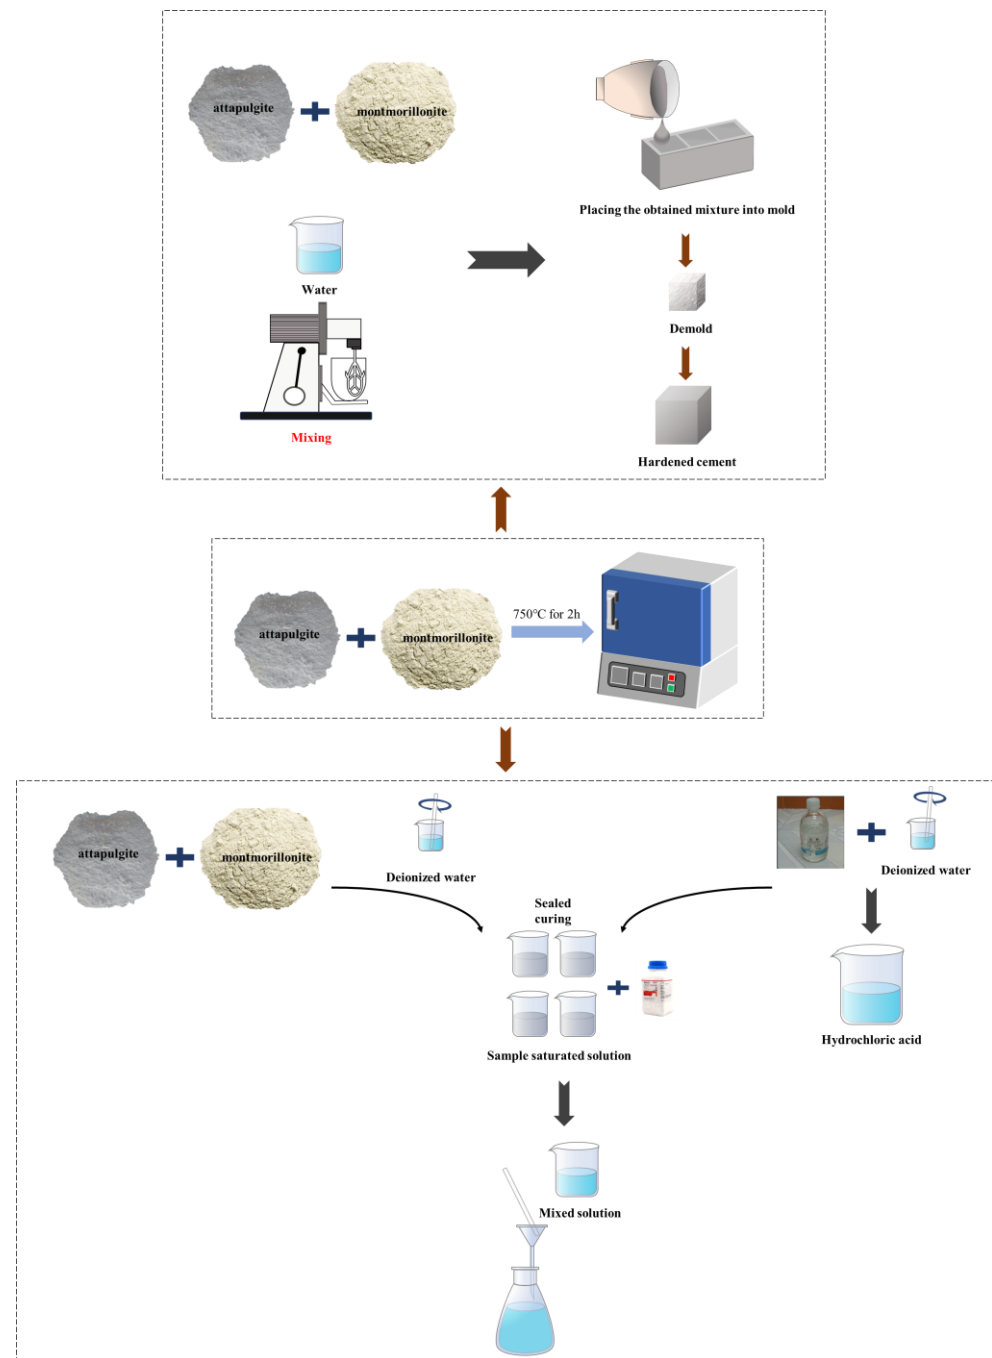 attapulgite
montmorillonite
Water
Mixing
Placing the obtained mixture into mold
Demold
Hardened cement
attapulgite
montmorillonite
750°C for 2h
attapulgite
montmorillonite
Deionized water
Deionized water
Sealed
curing
Sample saturated solution
Hydrochloric acid
Mixed solution